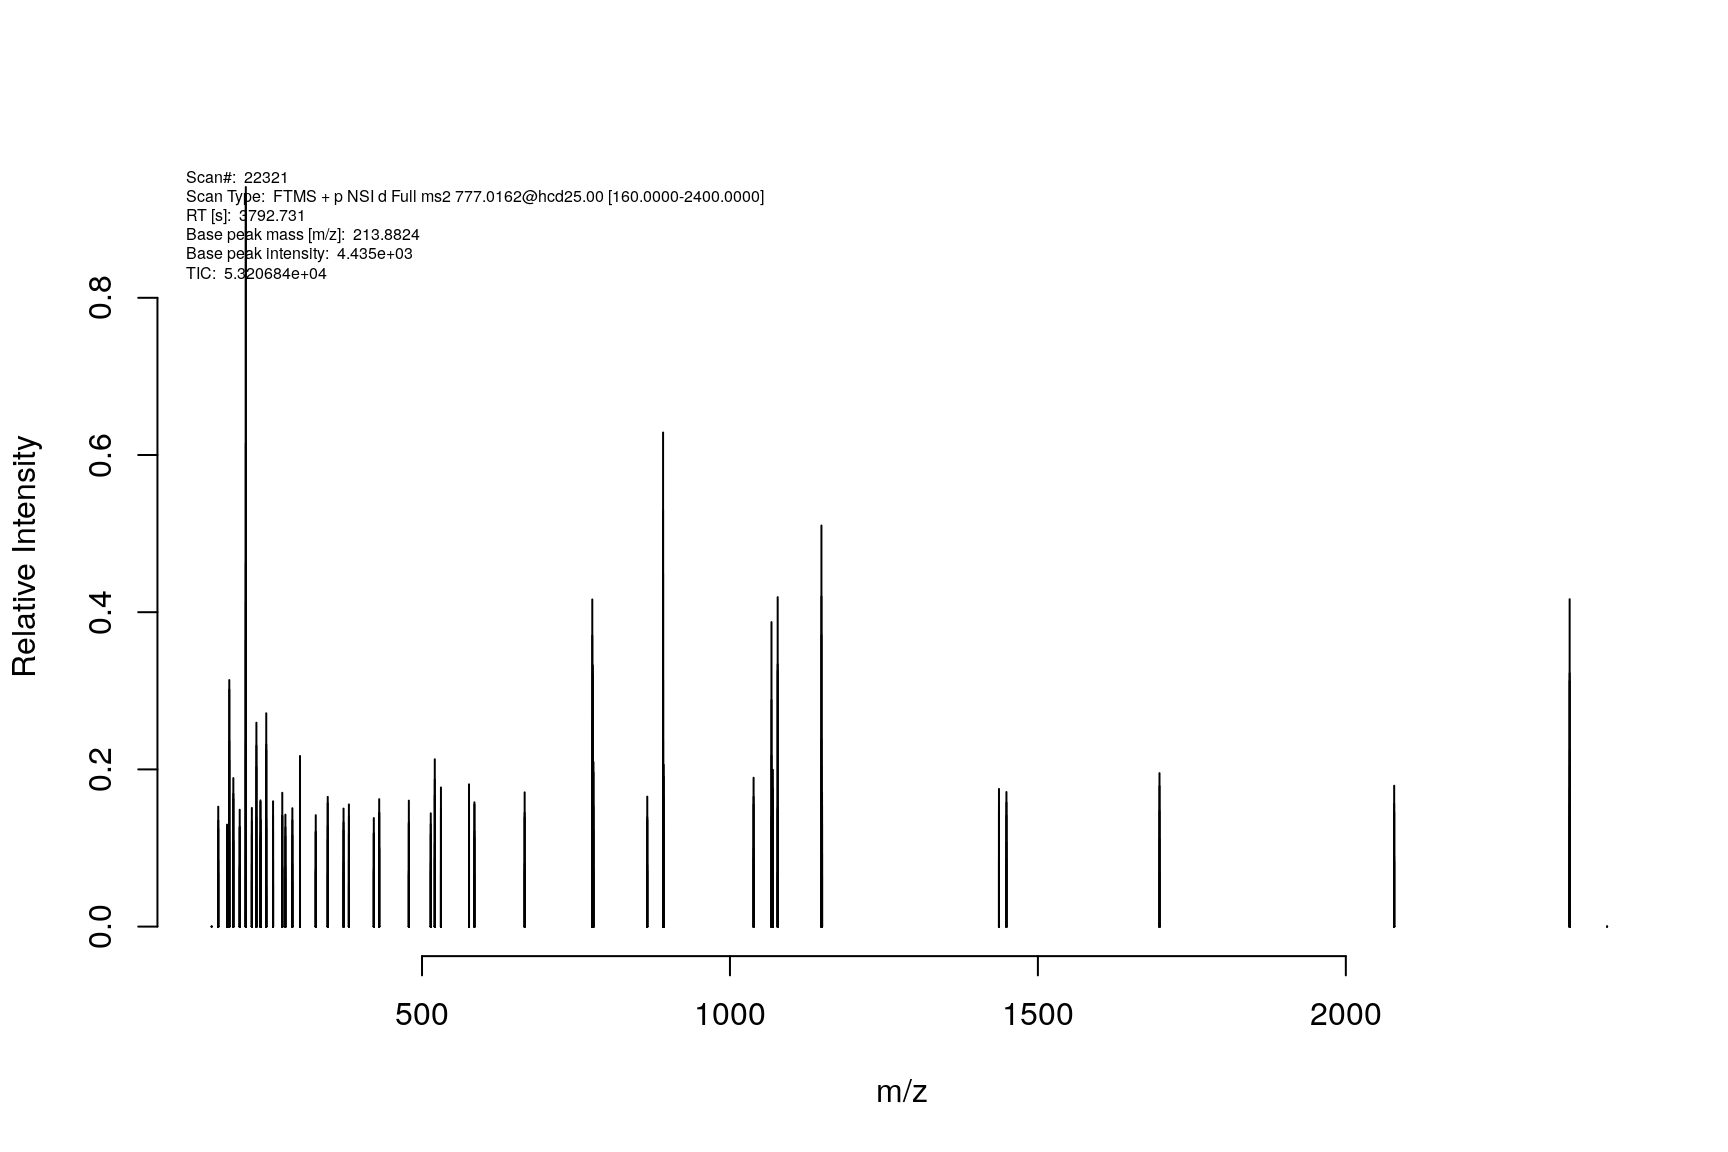 Scan#: 22321
Scan Type: FTMS + p NSI d Full ms2 777.0162@hcd25.00 [160.0000-2400.0000]
RT [s]: 3792.731
Base peak mass [m/z]: 213.8824
Base peak intensity: 4.435e+03
TIC: 5.320684e+04
0.8
0.6
0.4
0.2
0.0
Relative Intensity
500 1000 1500 2000
m/z